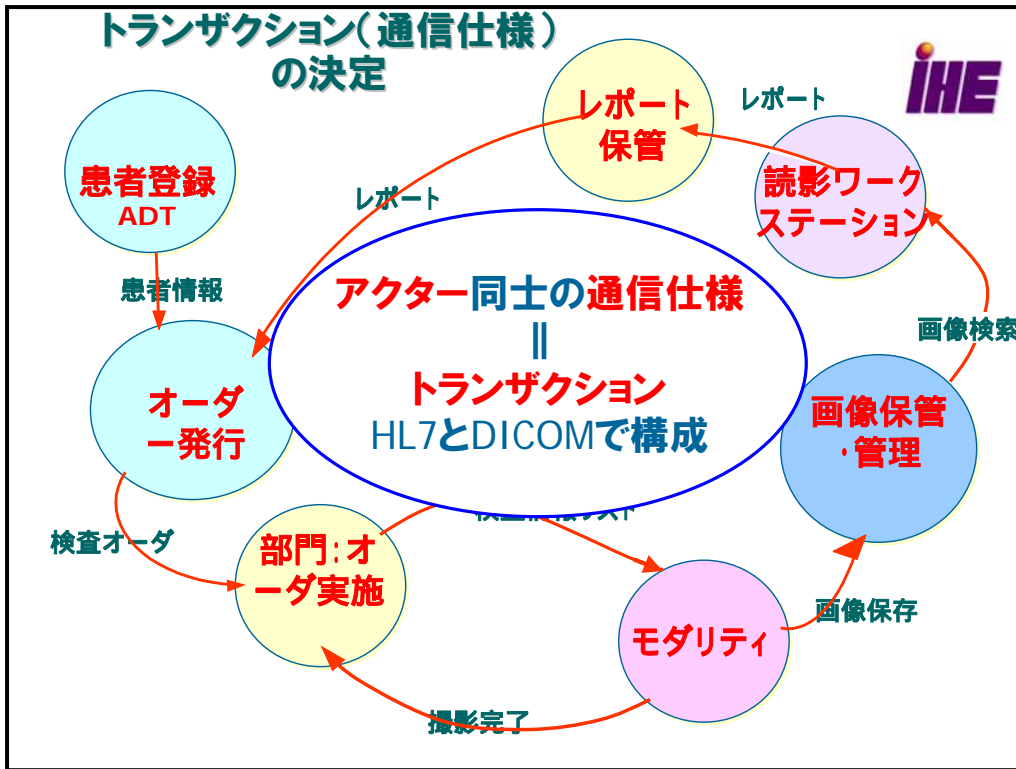 トランザクション(通信仕様)
の決定
IHE
レポート
保管
レポート
読影ワーク
ステーション
患者登録
ADT
レポート
患者情報
アクター同士の通信仕様
||
トランザクション
HL7とDICOMで構成
画像検索
オーダ
ー発行
画像保管
・管理
検査オーダ
部門:オ
ーダ実施
モダリティ
画像保存
撮影完了